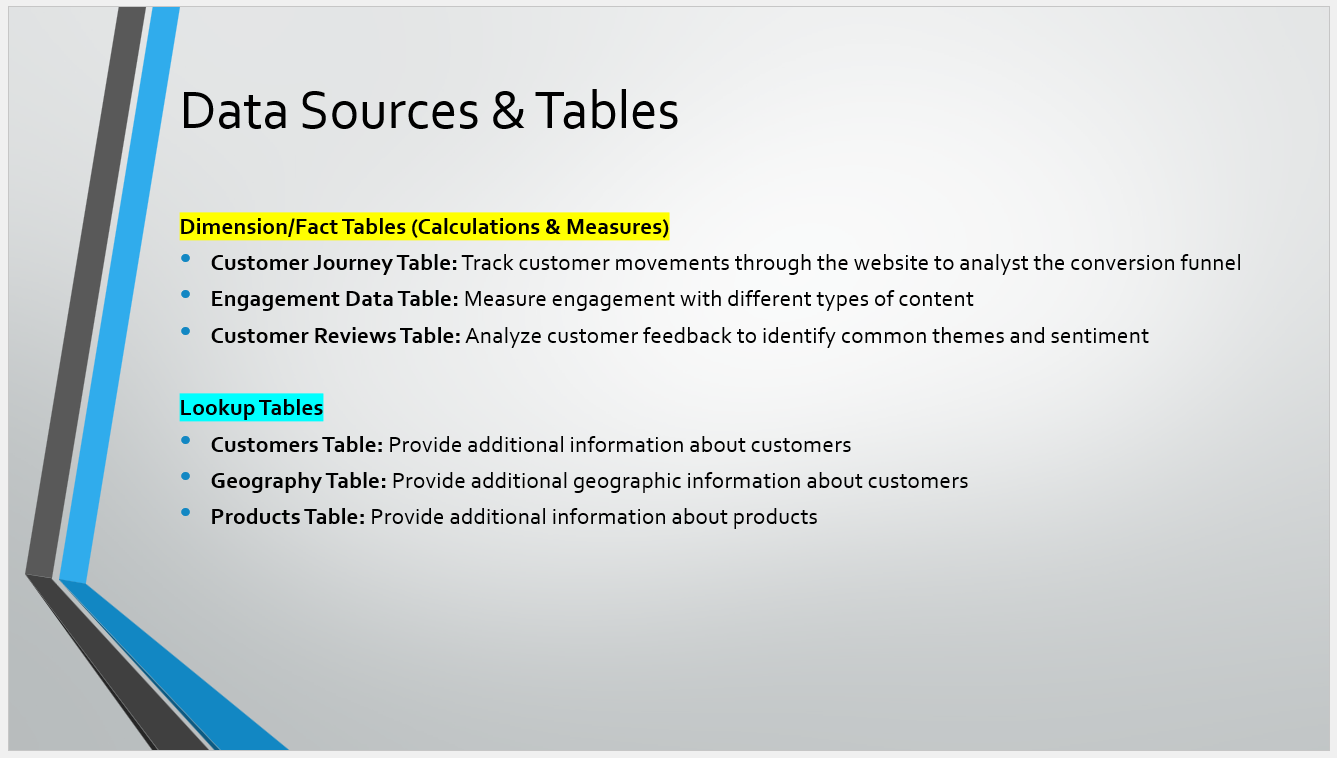 Data Sources & Tables
Dimension/Fact Tables (Calculations & Measures)
• Customer Journey Table: Track customer movements through the website to analyst the conversion funnel
• Engagement Data Table: Measure engagement with different types of content
• Customer Reviews Table: Analyze customer feedback to identify common themes and sentiment
Lookup Tables
• Customers Table: Provide additional information about customers
• Geography Table: Provide additional geographic information about customers
• Products Table: Provide additional information about products